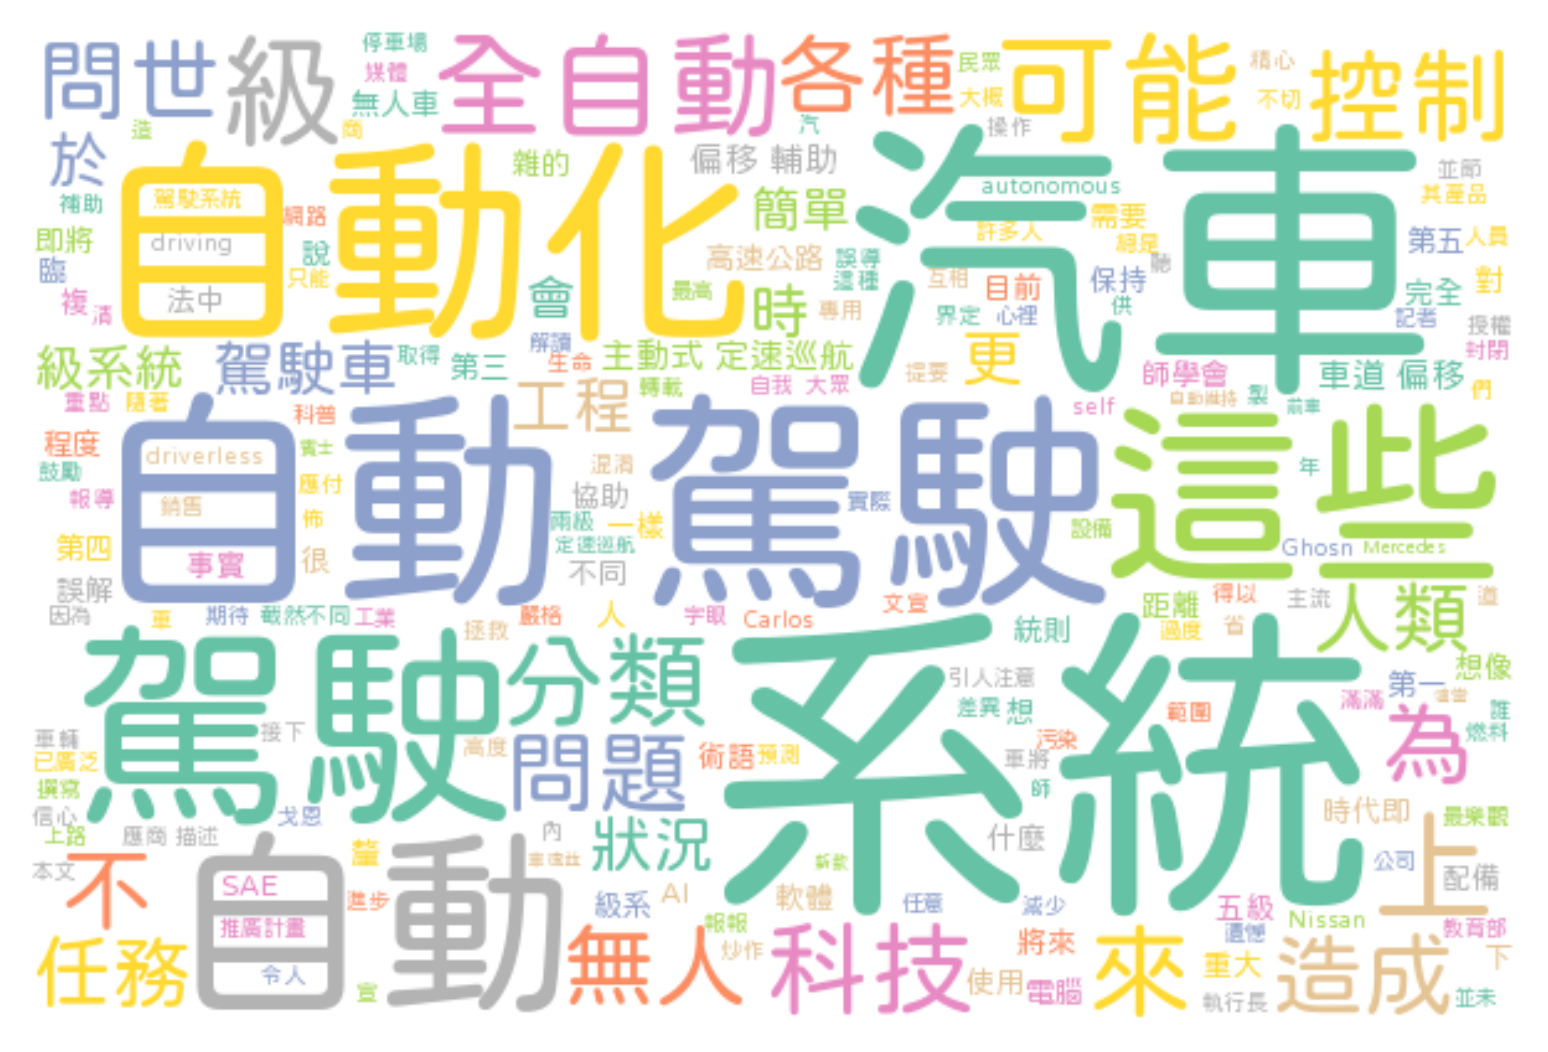 停車場
問世級
媒體
全自動
各種
民眾
可能
精心
控制
無人車
大概
不切
造
商
汽
操作
於
自動化
雜的
偏移 輔助
汽車
並節
駕駛系統
autonomous
其產品
補助
網路
簡單
許多人
需要
即將
driving
說
高速公路
誤導
第五
人員
臨
只能
這種
互相
目前
保持
聽
對
法中
會
最高
時
專用
完全
複
界定
心裡
供
記者
授權
解讀
封閉
級系統
駕駛車
取得
第三
生命
主動式 定速巡航
更
提要
師學會
車道 偏移
重點
隨著
工程
轉載
自我 大眾
自動維持
製
們
self
前車
科普
程度
自動
駕駛
這些
driverless
賓士
鼓勵
應付
混淆
年
報導
銷售
協助
實際
佈
兩級
一樣
設備
第四
定速巡航
Ghosn
Mercedes
事實
很
不同
誤解
因為
車
期待
截然不同
工業
嚴格
人
字眼
Carlos
文宣
距離
得以
主流
道
人類
拯救
統則
過度
省
駕駛
分類
系統
引人注意
想像
第一
差異
想
範圍
滿滿
為
誰
車輛
接下
高度
問題
術語
預測
污染
燃料
已廣泛
車將
撰寫
師
信心
戈恩
時代即
最樂觀
上路
應商
描述
內
狀況
什麼
上
本文
不
自動
公司
配備
SAE
進步
級系
AI
軟體
任意
減少
五級
推廣計畫
報報
Nissan
遺憾
教育部
任務
無人
炒作
科技
將來
來
重大
造成
下
令人
使用
電腦
宣
執行長
並未